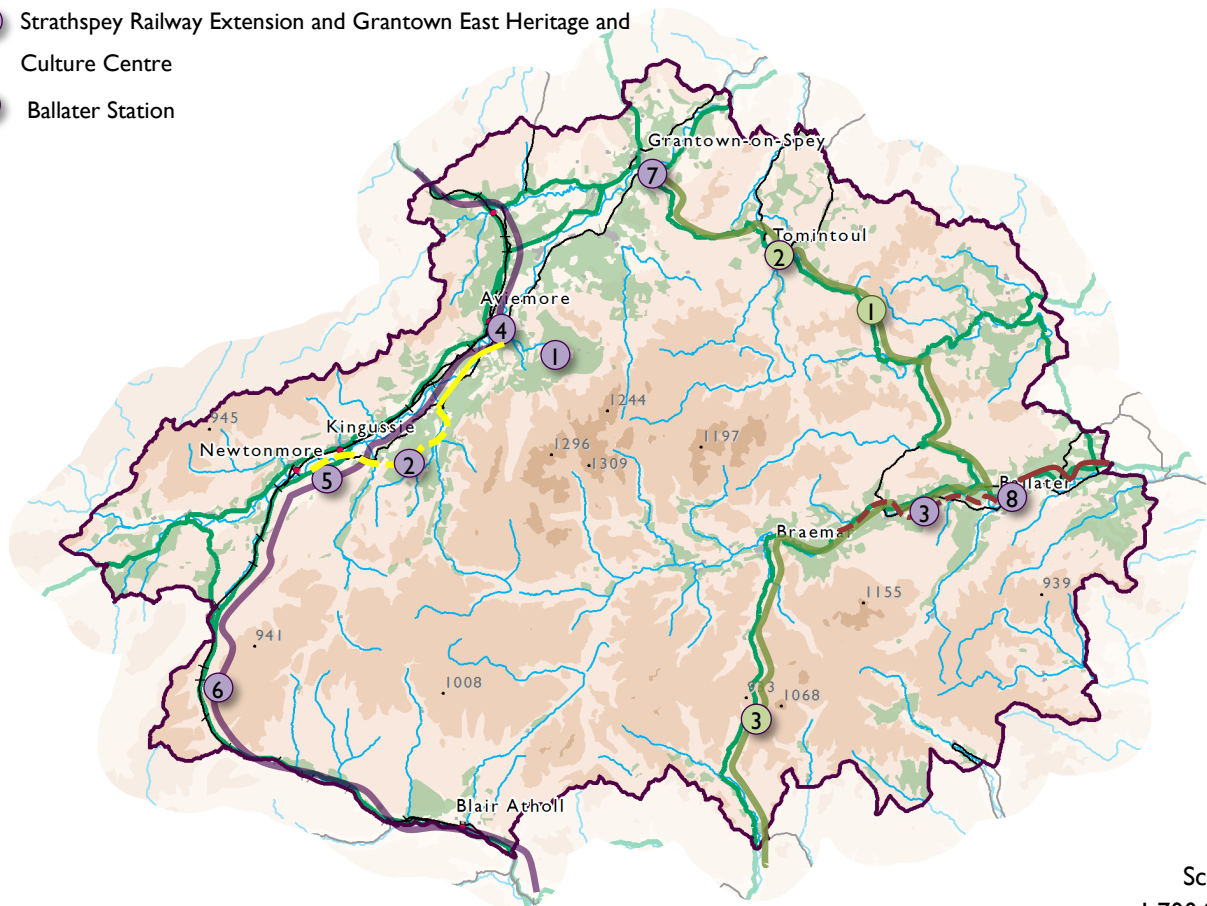 Strathspey Railway Extension and Grantown East Heritage and
Culture Centre
Ballater Station
Grantown-on-Spey
7
Tomintoul
2
1
Aviemore
4
1
1244
945
Kingussie
1296
1197
Newtonmore
1309
2
5
Ballater
8
3
Braemar
939
1155
941
1008
6
1068
3
Blair Atholl